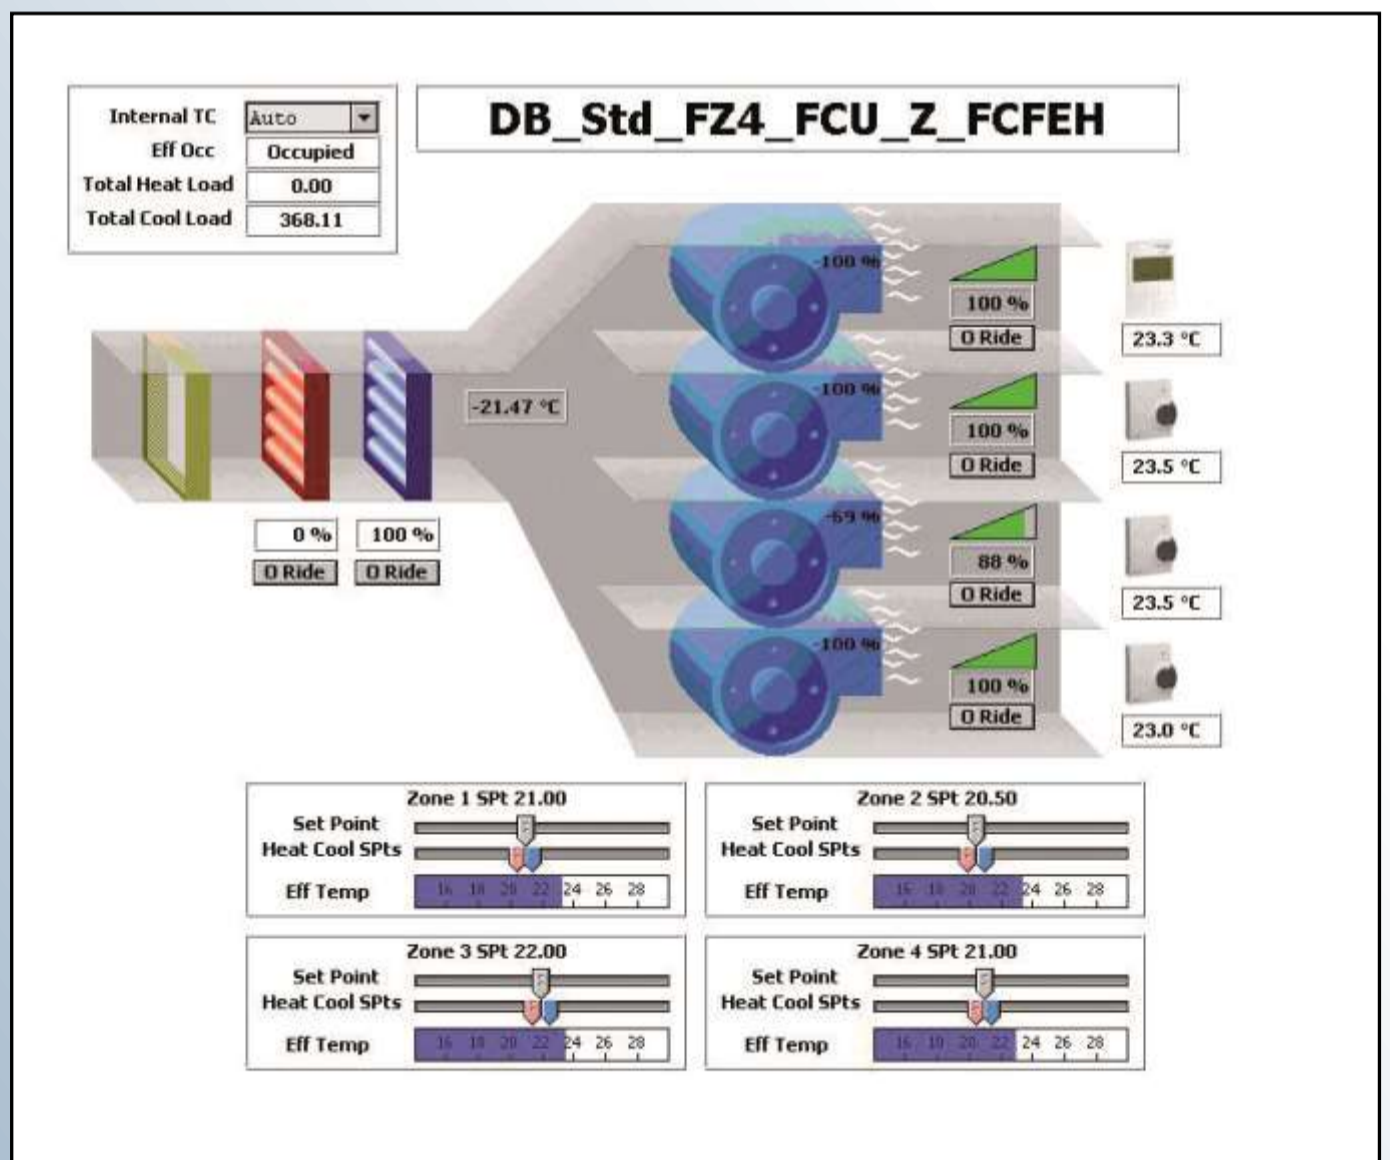 Internal TC Auto
Eff Occ Occupied
Total Heat Load 0.00
Total Cool Load 368.11
DB_Std_FZ4_FCU_Z_FCFEH
-100 %
100 %
O Ride
23.3 °C
-100 %
100 %
O Ride
23.5 °C
-21.47 °C
-69 %
88 %
O Ride
23.5 °C
0 % 100 %
O Ride O Ride
-100 %
100 %
O Ride
23.0 °C
Zone 1 SPt 21.00
Set Point
Heat Cool SPts
Eff Temp 16 18 20 22 24 26 28
Zone 2 SPt 20.50
Set Point
Heat Cool SPts
Eff Temp 16 18 20 22 24 26 28
Zone 3 SPt 22.00
Set Point
Heat Cool SPts
Eff Temp 16 18 20 22 24 26 28
Zone 4 SPt 21.00
Set Point
Heat Cool SPts
Eff Temp 16 18 20 22 24 26 28